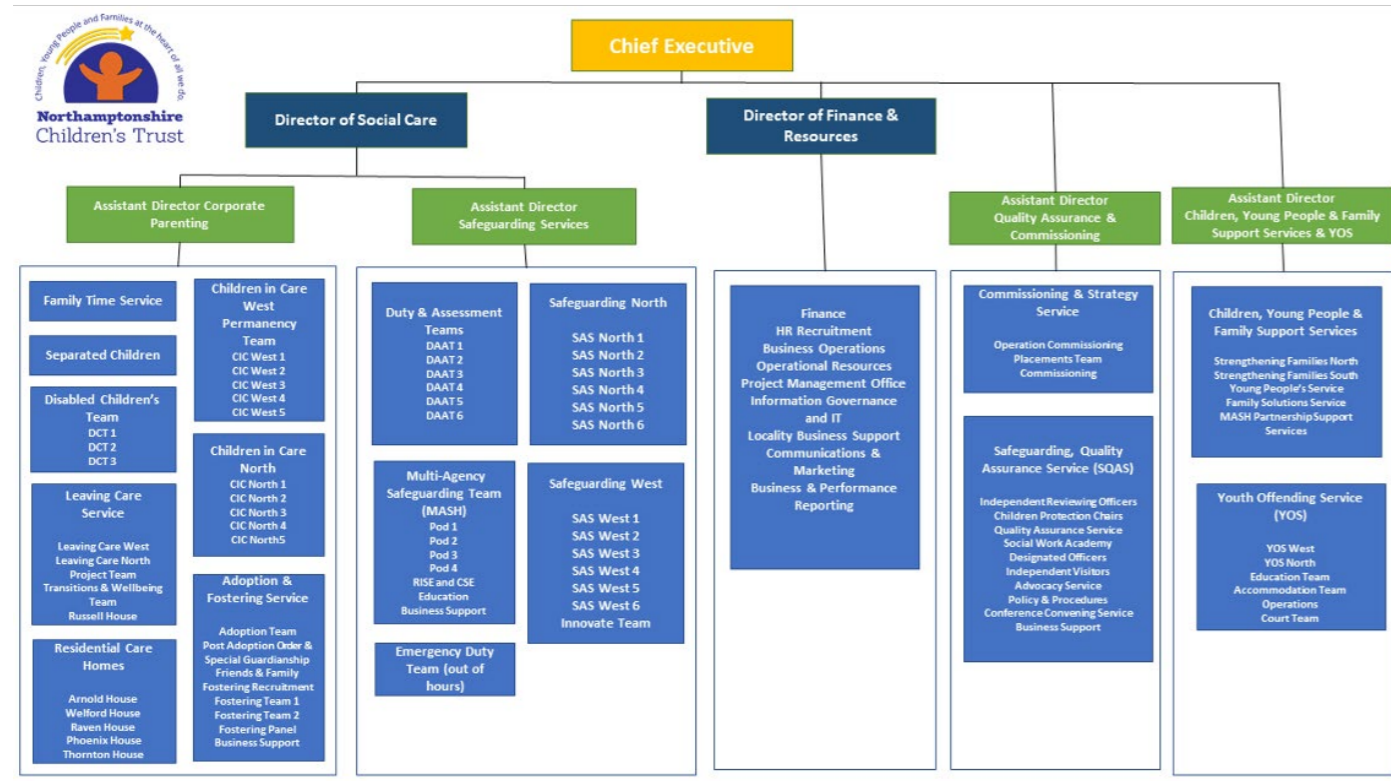 Children, Young People and Families at the heart of all we do.
Northamptonshire
Children's Trust
Chief Executive
Director of Social Care
Director of Finance &
Resources
Assistant Director Corporate
Parenting
Assistant Director
Safeguarding Services
Assistant Director
Quality Assurance &
Commissioning
Assistant Director
Children, Young People & Family
Support Services & YOS
Family Time Service
Separated Children
Disabled Children's
Team
DCT 1
DCT 2
DCT 3
Leaving Care
Service
Leaving Care West
Leaving Care North
Project Team
Transitions & Wellbeing
Team
Russell House
Residential Care
Homes
Arnold House
Welford House
Raven House
Phoenix House
Thornton House
Children in Care
West
Permanency
Team
CIC West 1
CIC West 2
CIC West 3
CIC West 4
CIC West 5
Children in Care
North
CIC North 1
CIC North 2
CIC North 3
CIC North 4
CIC North5
Adoption &
Fostering Service
Adoption Team
Post Adoption Order &
Special Guardianship
Friends & Family
Fostering Recruitment
Fostering Team 1
Fostering Team 2
Fostering Panel
Business Support
Duty & Assessment
Teams
DAAT 1
DAAT 2
DAAT 3
DAAT 4
DAAT 5
DAAT 6
Multi-Agency
Safeguarding Team
(MASH)
Pod 1
Pod 2
Pod 3
Pod 4
RISE and CSE
Education
Business Support
Emergency Duty
Team (out of
hours)
Safeguarding North
SAS North 1
SAS North 2
SAS North 3
SAS North 4
SAS North 5
SAS North 6
Safeguarding West
SAS West 1
SAS West 2
SAS West 3
SAS West 4
SAS West 5
SAS West 6
Innovate Team
Finance
HR Recruitment
Business Operations
Operational Resources
Project Management Office
Information Governance
and IT
Locality Business Support
Communications &
Marketing
Business & Performance
Reporting
Commissioning & Strategy
Service
Operation Commissioning
Placements Team
Commissioning
Safeguarding, Quality
Assurance Service (SQAS)
Independent Reviewing Officers
Children Protection Chairs
Quality Assurance Service
Social Work Academy
Designated Officers
Independent Visitors
Advocacy Service
Policy & Procedures
Conference Convening Service
Business Support
Children, Young People &
Family Support Services
Strengthening Families North
Strengthening Families South
Young People's Service
Family Solutions Service
MASH Partnership Support
Services
Youth Offending Service
(YOS)
YOS West
YOS North
Education Team
Accommodation Team
Operations
Court Team